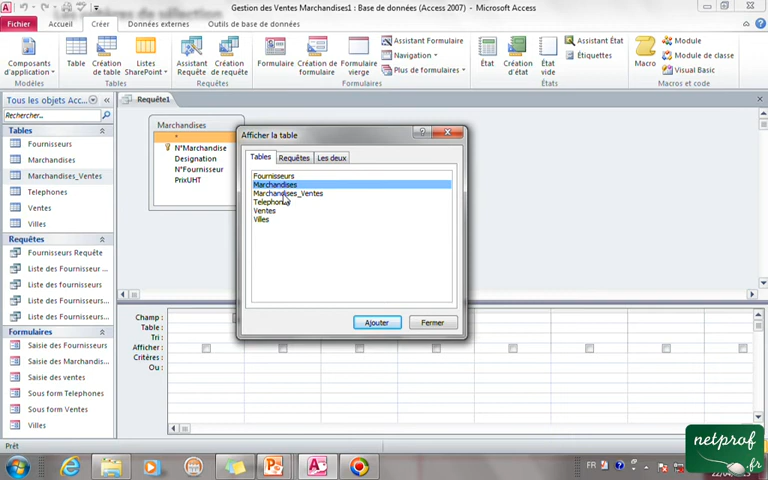 Gestion des Ventes Marchandises1 : Base de données (Access 2007) - Microsoft Access
Fichier Accueil Créer Données externes Outils de base de données
Composants d'application
Modèles
Table
Création de table
Listes SharePoint
Tables
Assistant Requête
Création de requête
Requêtes
Formulaire
Création de formulaire
Formulaire vierge
Assistant Formulaire
Navigation
Plus de formulaires
Formulaires
État
Création d'état
État vide
Assistant État
Étiquettes
États
Macro
Module
Module de classe
Visual Basic
Macros et code
Tous les objets Acc...
Rechercher...
Tables
Fournisseurs
Marchandises
Marchandises_Ventes
Telephones
Ventes
Villes
Requêtes
Fournisseurs Requête
Liste des Fournisseur ...
Liste des fournisseurs
Liste des Fournisseurs...
Liste des Fournisseurs...
Formulaires
Saisie des Fournisseurs
Saisie des Marchandis...
Saisie des ventes
Sous form Telephones
Sous form Ventes
Villes
Requête1
Marchandises
*
N°Marchandise
Designation
N°Fournisseur
PrixUHT
Afficher la table
Tables Requêtes Les deux
Fournisseurs
Marchandises
Marchandises_Ventes
Telephones
Ventes
Villes
Ajouter Fermer
Champ :
Table :
Tri :
Afficher :
Critères :
Ou :
Prêt
FR
netprof
.fr